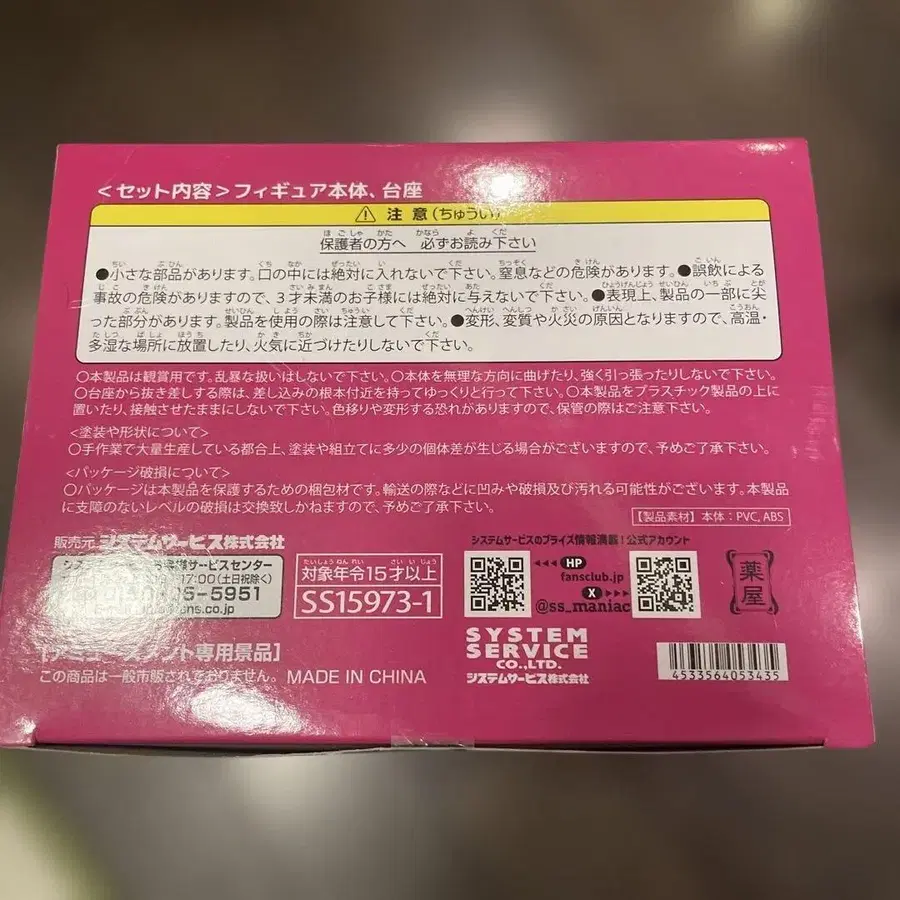 <セット内容>フィギュア本体、台座
⚠ 注意(ちゅうい)
保護者の方へ 必ずお読み下さい
●小さな部品があります。口の中には絶対に入れないで下さい。窒息などの危険があります。●誤飲による
事故の危険がありますので、3才未満のお子様には絶対に与えないで下さい。●表現上、製品の一部に尖
った部分があります。製品を使用の際は注意して下さい。●変形、変質や火災の原因となりますので、高温・
多湿な場所に放置したり、火気に近づけたりしないで下さい。
○本製品は観賞用です。乱暴な扱いはしないで下さい。○本体を無理な方向に曲げたり、強く引っ張ったりしないで下さい。
○台座から抜き差しする際は、差し込みの根本付近を持ってゆっくりと行って下さい。○本製品をプラスチック製品の上に
置いたり、接触させたままにしないで下さい。色移りや変形する恐れがありますので、保管の際はご注意下さい。
<塗装や形状について>
○手作業で大量生産している都合上、塗装や組立てに多少の個体差が生じる場合がございますので、予めご了承下さい。
<パッケージ破損について>
○パッケージは本製品を保護するための梱包材です。輸送の際などに凹みや破損及び汚れる可能性がございます。本製品
に支障のないレベルの破損は交換致しかねますので、予めご了承下さい。
【製品素材】本体:PVC, ABS
販売元 システムサービス株式会社
サービスセンター
17:00(土日祝除く)
5-5951
ns.co.jp
対象年令15才以上
SS15973-1
システムサービスのプライズ情報満載!公式アカウント
HP
fansclub.jp
X
@ss_maniac
薬屋
専用景品]
この商品は一般市販されておりません。 MADE IN CHINA
SYSTEM
SERVICE
CO.,LTD.
システムサービス株式会社
4533564053435